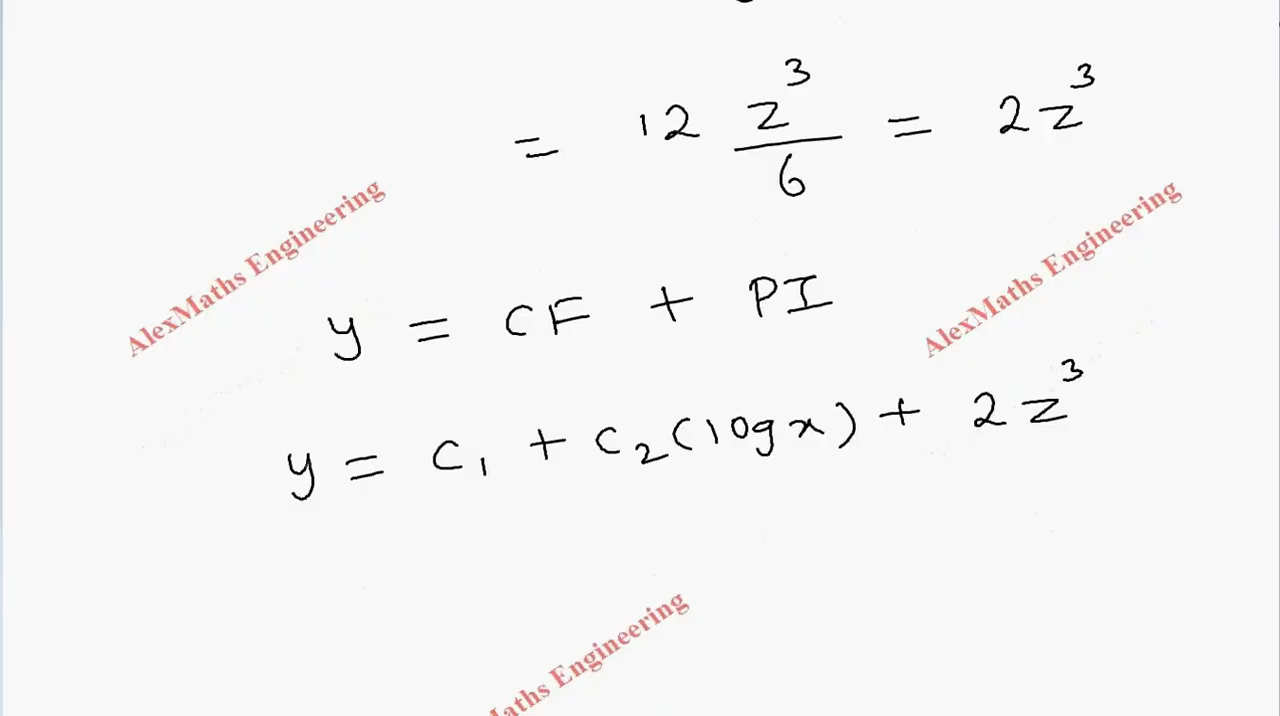 = 12 z³/6 = 2z³
AlexMaths Engineering
AlexMaths Engineering
y = CF + PI
y = C₁ + C₂(log x) + 2z³
Maths Engineering